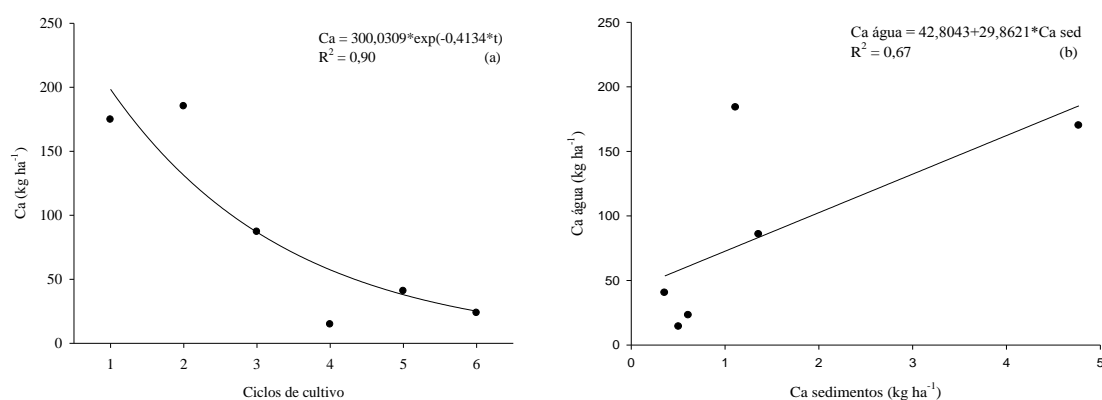 Ca = 300,0309*exp(-0,4134*t)
R² = 0,90 (a)
250
200
150
100
50
0
Ca (kg ha⁻¹)
1 2 3 4 5 6
Ciclos de cultivo
Ca água = 42,8043+29,8621*Ca sed
R² = 0,67 (b)
250
200
150
100
50
0
Ca água (kg ha⁻¹)
0 1 2 3 4 5
Ca sedimentos (kg ha⁻¹)